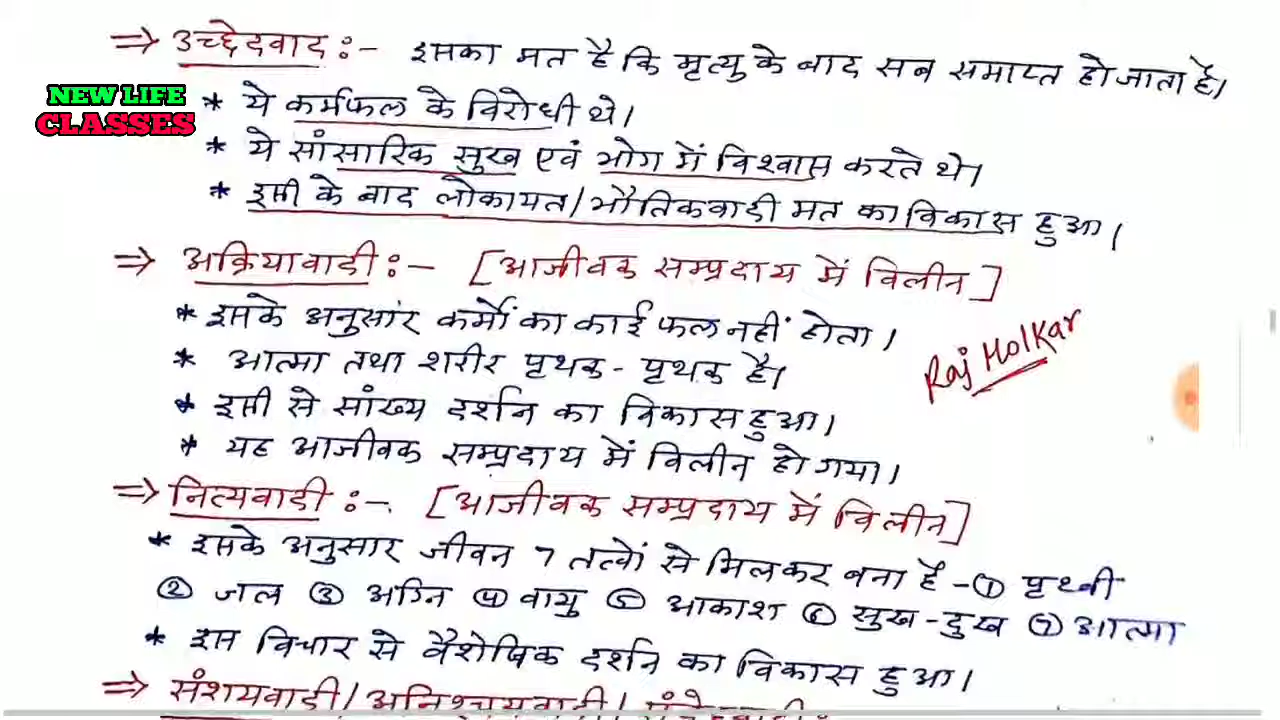 ⇒ उच्छेदवाद :- इसका मत है कि मृत्यु के बाद सब समाप्त हो जाता है।
NEW LIFE
CLASSES
* ये कर्मफल के विरोधी थे।
* ये सांसारिक सुख एवं भोग में विश्वास करते थे।
* इसी के बाद लोकायत/भौतिकवादी मत का विकास हुआ।
⇒ अक्रियावादी :- [आजीवक सम्प्रदाय में विलीन]
* इसके अनुसार कर्मों का काई फल नहीं होता।
* आत्मा तथा शरीर पृथक - पृथक है।
Raj Holkar
* इसी से सांख्य दर्शन का विकास हुआ।
* यह आजीवक सम्प्रदाय में विलीन हो गया।
⇒ नित्यवादी :- [आजीवक सम्प्रदाय में विलीन]
* इसके अनुसार जीवन 7 तत्वों से मिलकर बना है - ① पृथ्वी
② जल ③ अग्नि ④ वायु ⑤ आकाश ⑥ सुख - दुख ⑦ आत्मा
* इस विचार से वैशेषिक दर्शन का विकास हुआ।
⇒ संशयवादी / अनिश्चयवादी /